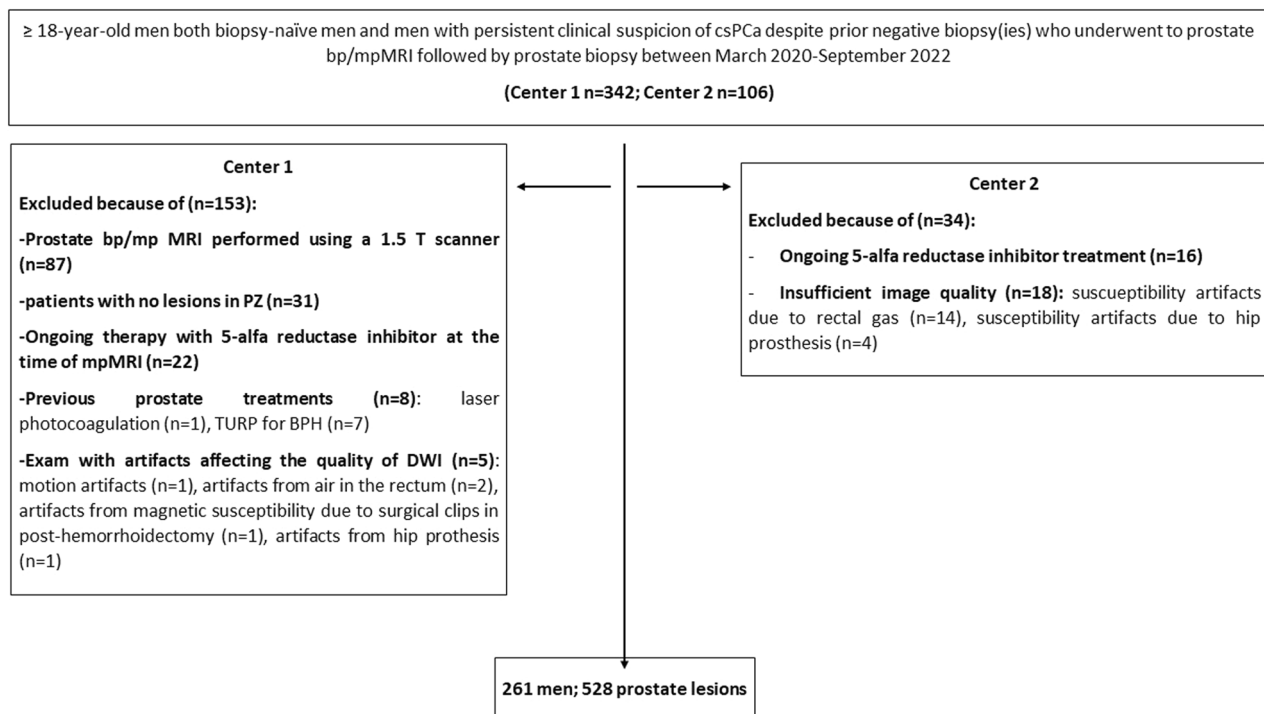 ≥ 18-year-old men both biopsy-naïve men and men with persistent clinical suspicion of csPCa despite prior negative biopsy(ies) who underwent to prostate
bp/mpMRI followed by prostate biopsy between March 2020-September 2022
(Center 1 n=342; Center 2 n=106)
Center 1
Excluded because of (n=153):
-Prostate bp/mp MRI performed using a 1.5 T scanner
(n=87)
-patients with no lesions in PZ (n=31)
-Ongoing therapy with 5-alfa reductase inhibitor at the
time of mpMRI (n=22)
-Previous prostate treatments (n=8): laser
photocoagulation (n=1), TURP for BPH (n=7)
-Exam with artifacts affecting the quality of DWI (n=5):
motion artifacts (n=1), artifacts from air in the rectum (n=2),
artifacts from magnetic susceptibility due to surgical clips in
post-hemorrhoidectomy (n=1), artifacts from hip prothesis
(n=1)
Center 2
Excluded because of (n=34):
- Ongoing 5-alfa reductase inhibitor treatment (n=16)
- Insufficient image quality (n=18): suscueptibility artifacts
due to rectal gas (n=14), susceptibility artifacts due to hip
prosthesis (n=4)
261 men; 528 prostate lesions